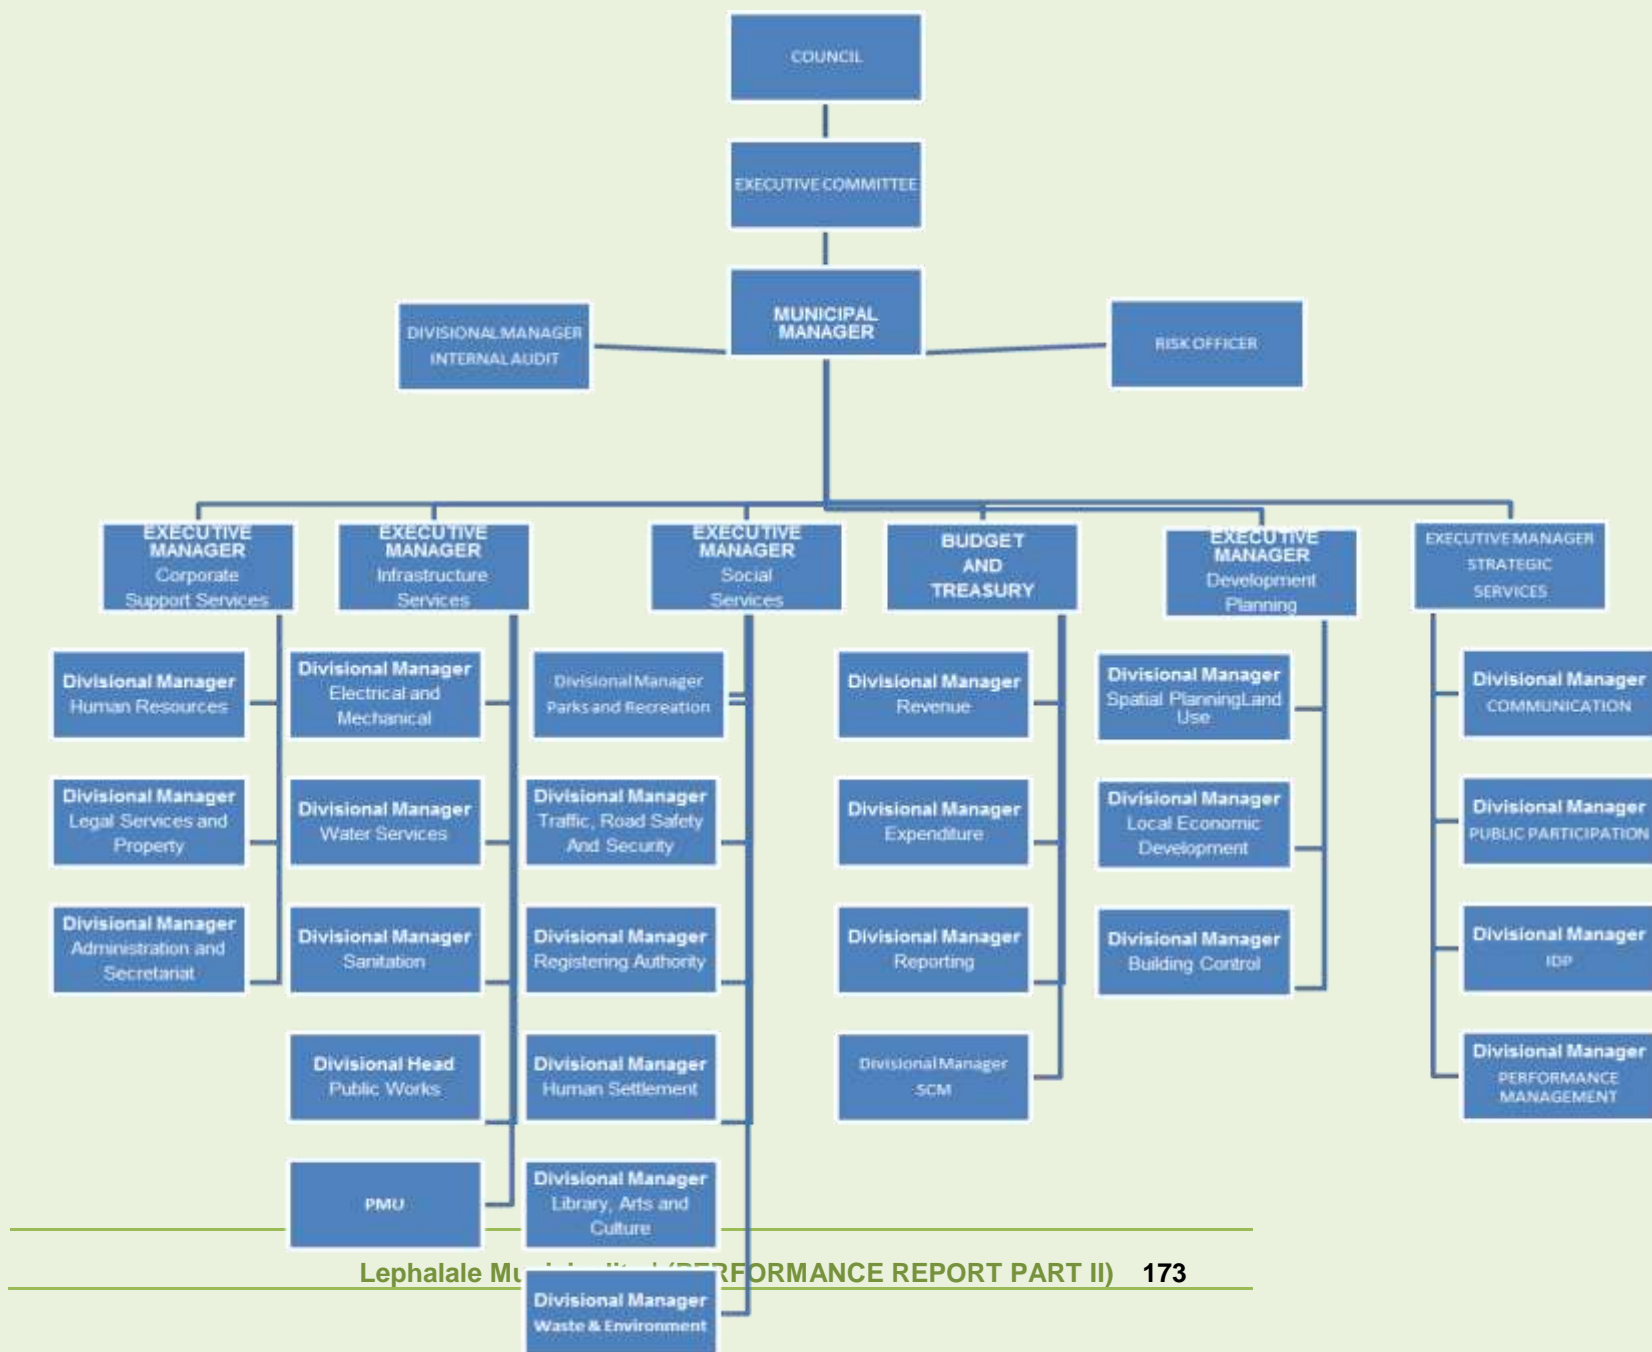 COUNCIL
EXECUTIVE COMMITTEE
MUNICIPAL
MANAGER
DIVISIONAL MANAGER
INTERNAL AUDIT
RISK OFFICER
EXECUTIVE
MANAGER
Corporate
Support Services
EXECUTIVE
MANAGER
Infrastructure
Services
EXECUTIVE
MANAGER
Social
Services
BUDGET
AND
TREASURY
EXECUTIVE
MANAGER
Development
Planning
EXECUTIVE MANAGER
STRATEGIC
SERVICES
Divisional Manager
Human Resources
Divisional Manager
Electrical and
Mechanical
Divisional Manager
Parks and Recreation
Divisional Manager
Revenue
Divisional Manager
Spatial PlanningLand
Use
Divisional Manager
COMMUNICATION
Divisional Manager
Legal Services and
Property
Divisional Manager
Water Services
Divisional Manager
Traffic, Road Safety
And Security
Divisional Manager
Expenditure
Divisional Manager
Local Economic
Development
Divisional Manager
PUBLIC PARTICIPATION
Divisional Manager
Administration and
Secretariat
Divisional Manager
Sanitation
Divisional Manager
Registering Authority
Divisional Manager
Reporting
Divisional Manager
Building Control
Divisional Manager
IDP
Divisional Head
Public Works
Divisional Manager
Human Settlement
Divisional Manager
SCM
Divisional Manager
PERFORMANCE
MANAGEMENT
PMU
Divisional Manager
Library, Arts and
Culture
Lephalale (PERFORMANCE REPORT PART II) 173
Divisional Manager
Waste & Environment